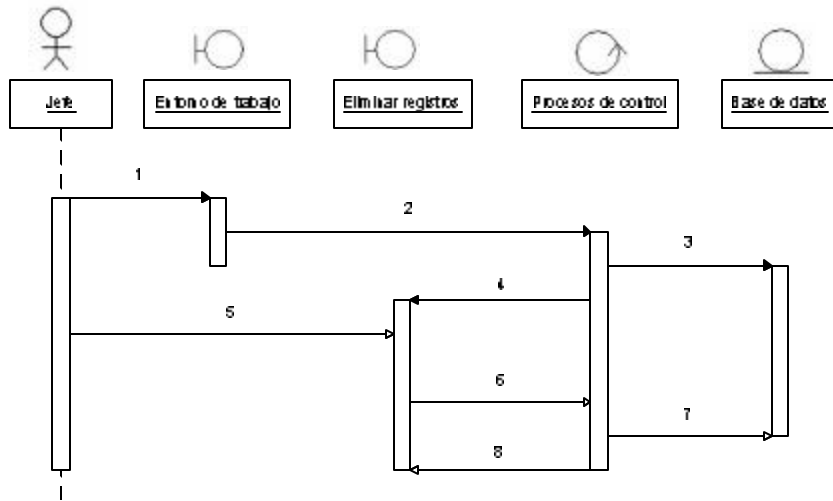 Jefe
Entorno de trabajo
Eliminar registros
Procesos de control
Base de datos
1
2
3
4
5
6
7
8